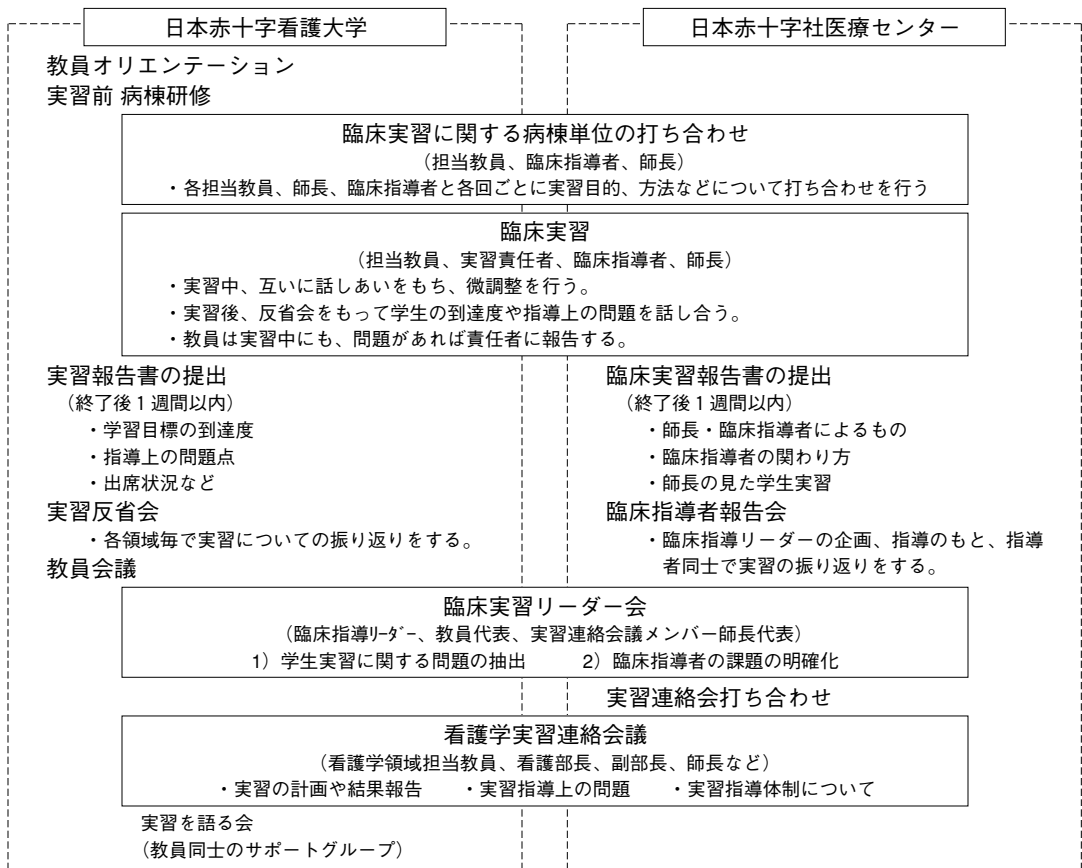 日本赤十字看護大学
日本赤十字社医療センター
教員オリエンテーション
実習前 病棟研修
臨床実習に関する病棟単位の打ち合わせ
（担当教員、臨床指導者、師長）
・各担当教員、師長、臨床指導者と各回ごとに実習目的、方法などについて打ち合わせを行う
臨床実習
（担当教員、実習責任者、臨床指導者、師長）
・実習中、互いに話しあいをもち、微調整を行う。
・実習後、反省会をもって学生の到達度や指導上の問題を話し合う。
・教員は実習中にも、問題があれば責任者に報告する。
実習報告書の提出
（終了後１週間以内）
・学習目標の到達度
・指導上の問題点
・出席状況など
実習反省会
・各領域毎で実習についての振り返りをする。
教員会議
臨床実習報告書の提出
（終了後１週間以内）
・師長・臨床指導者によるもの
・臨床指導者の関わり方
・師長の見た学生実習
臨床指導者報告会
・臨床指導リーダーの企画、指導のもと、指導
者同士で実習の振り返りをする。
臨床実習リーダー会
（臨床指導ﾘｰﾀﾞｰ、教員代表、実習連絡会議メンバー師長代表）
1）学生実習に関する問題の抽出　　2）臨床指導者の課題の明確化
実習連絡会打ち合わせ
看護学実習連絡会議
（看護学領域担当教員、看護部長、副部長、師長など）
・実習の計画や結果報告　　・実習指導上の問題　　・実習指導体制について
実習を語る会
（教員同士のサポートグループ）